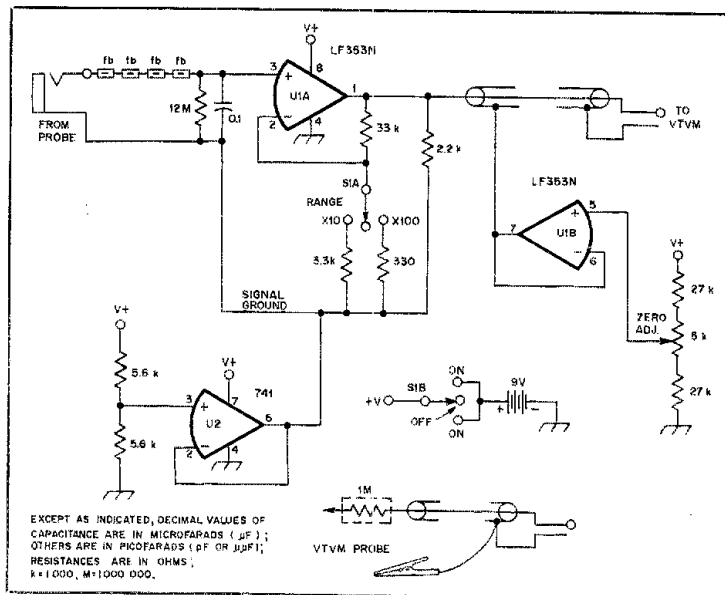 V+
LF353N
fb fb fb fb
3
8
+
U1A
1
12M
0.1
2
−
4
FROM
PROBE
33 k
2.2 k
TO
VTVM
S1A
RANGE
X10
X100
3.3k
330
LF353N
7
+
5
U1B
−
6
V+
27 k
ZERO
ADJ.
5 k
27 k
SIGNAL
GROUND
V+
5.6 k
5.6 k
V+
741
3
+
7
U2
6
2
−
4
ON
+V
S1B
OFF
ON
9V
+
−
1M
VTVM PROBE
EXCEPT AS INDICATED, DECIMAL VALUES OF
CAPACITANCE ARE IN MICROFARADS (µF);
OTHERS ARE IN PICOFARADS (pF OR µµF);
RESISTANCES ARE IN OHMS;
k=1000, M=1000 000.